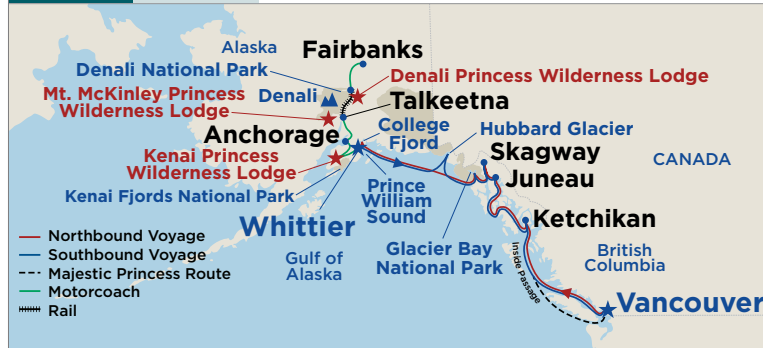 Alaska
Fairbanks
Denali National Park
Denali Princess Wilderness Lodge
Mt. McKinley Princess
Wilderness Lodge
Denali
Talkeetna
Anchorage
College
Fjord
Hubbard Glacier
Kenai Princess
Wilderness Lodge
Skagway
CANADA
Juneau
Kenai Fjords National Park
Prince
William
Sound
Whittier
Ketchikan
Gulf of
Alaska
Glacier Bay
National Park
British
Columbia
Inside Passage
Vancouver
Northbound Voyage
Southbound Voyage
Majestic Princess Route
Motorcoach
Rail